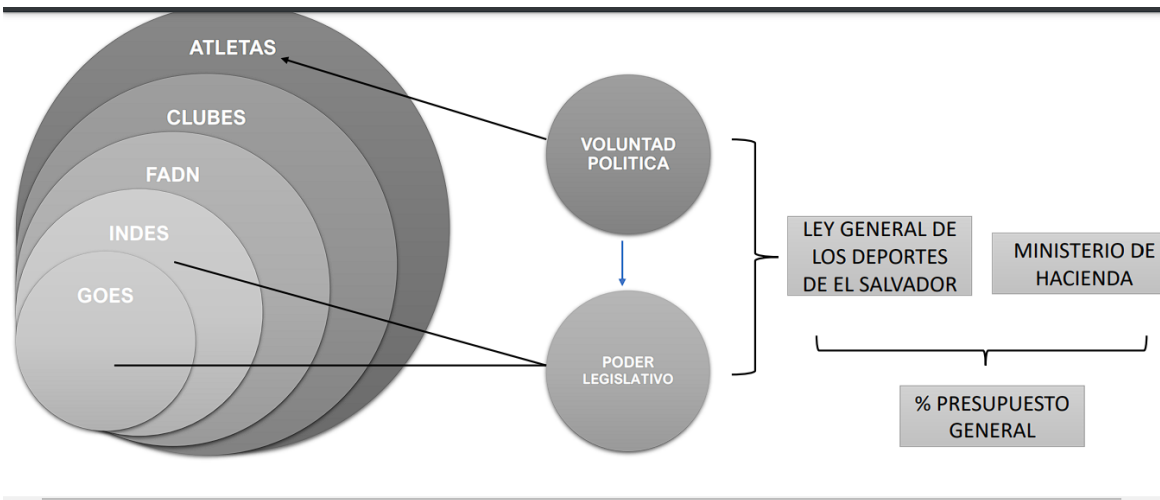 ATLETAS
CLUBES
FADN
INDES
GOES
VOLUNTAD
POLITICA
PODER
LEGISLATIVO
LEY GENERAL DE
LOS DEPORTES
DE EL SALVADOR
MINISTERIO DE
HACIENDA
% PRESUPUESTO
GENERAL